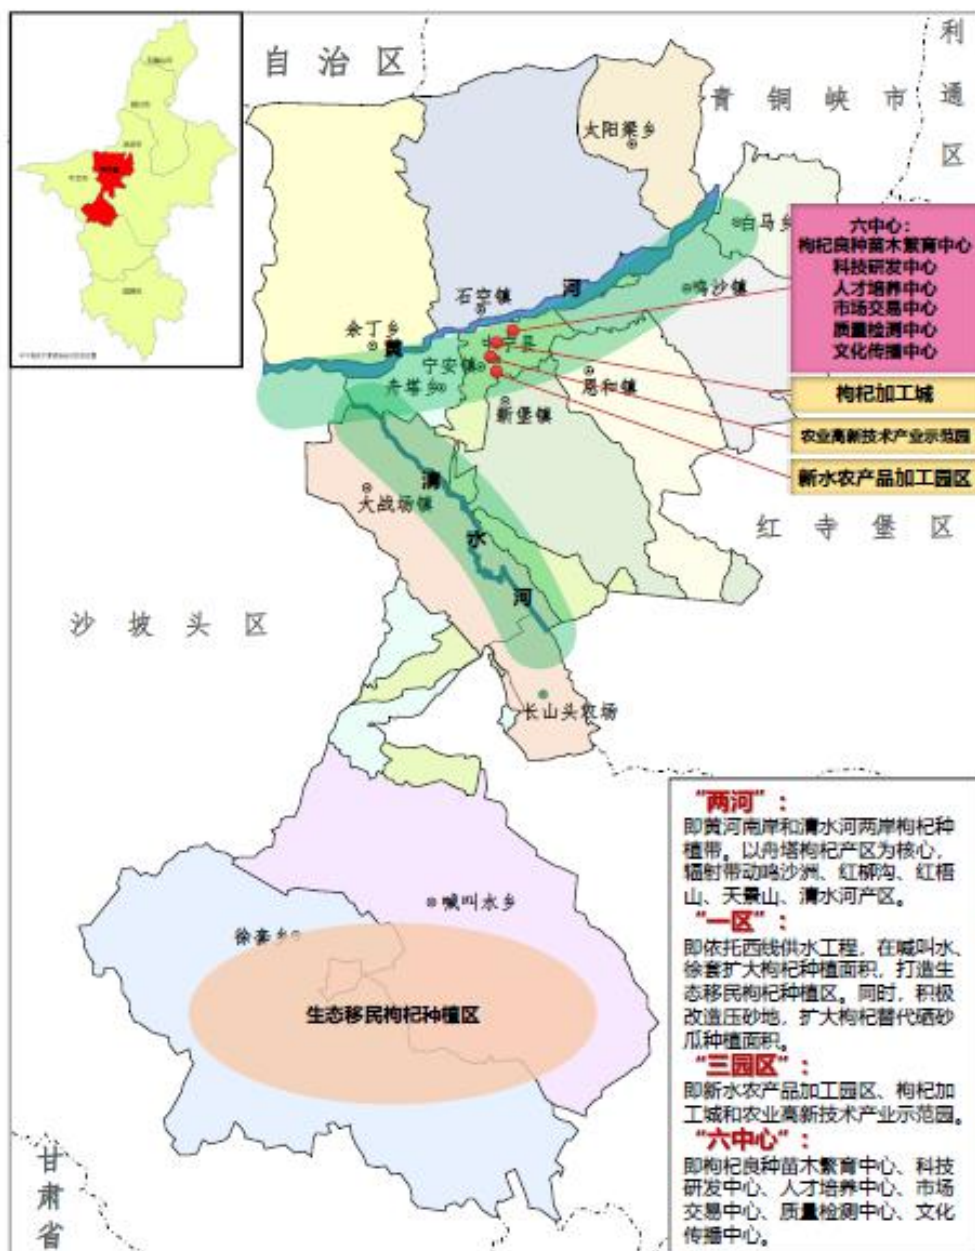 自治区
利通区
青铜峡市
太阳梁乡
白马乡
六中心：
枸杞良种苗木繁育中心
科技研发中心
人才培养中心
市场交易中心
质量检测中心
文化传播中心
鸣沙镇
石空镇
河
余丁乡
黄
中宁县
宁安镇
舟塔乡
恩和镇
新堡镇
枸杞加工城
农业高新技术产业示范园
新水农产品加工园区
清
大战场镇
水
红寺堡区
河
沙坡头区
长山头农场
"两河"：
即黄河南岸和清水河两岸枸杞种
植带。以舟塔枸杞产区为核心，
辐射带动鸣沙洲、红柳沟、红梧
山、天景山、清水河产区。
"一区"：
即依托西线供水工程，在喊叫水、
徐套扩大枸杞种植面积，打造生
态移民枸杞种植区。同时，积极
改造压砂地，扩大枸杞替代硒砂
瓜种植面积。
"三园区"：
即新水农产品加工园区、枸杞加
工城和农业高新技术产业示范园。
"六中心"：
即枸杞良种苗木繁育中心、科技
研发中心、人才培养中心、市场
交易中心、质量检测中心、文化
传播中心。
喊叫水乡
徐套乡
生态移民枸杞种植区
甘肃省